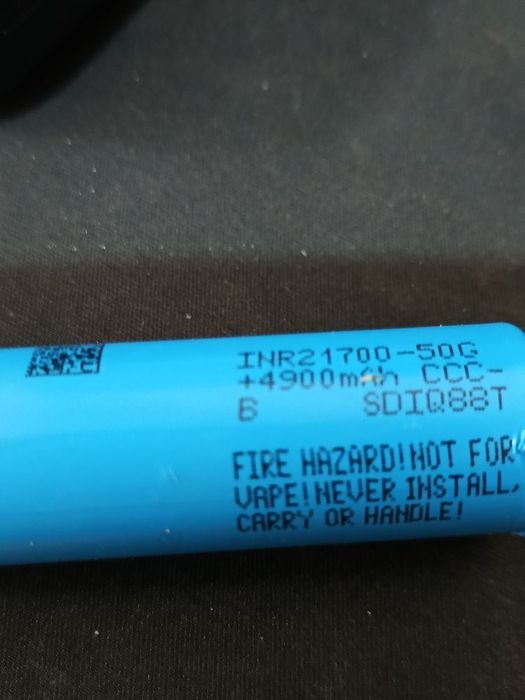 INR21700-50G
+4900mAh CCC-
B SDIQ88T
FIRE HAZARD!NOT FOR
VAPE!NEVER INSTALL,
CARRY OR HANDLE!